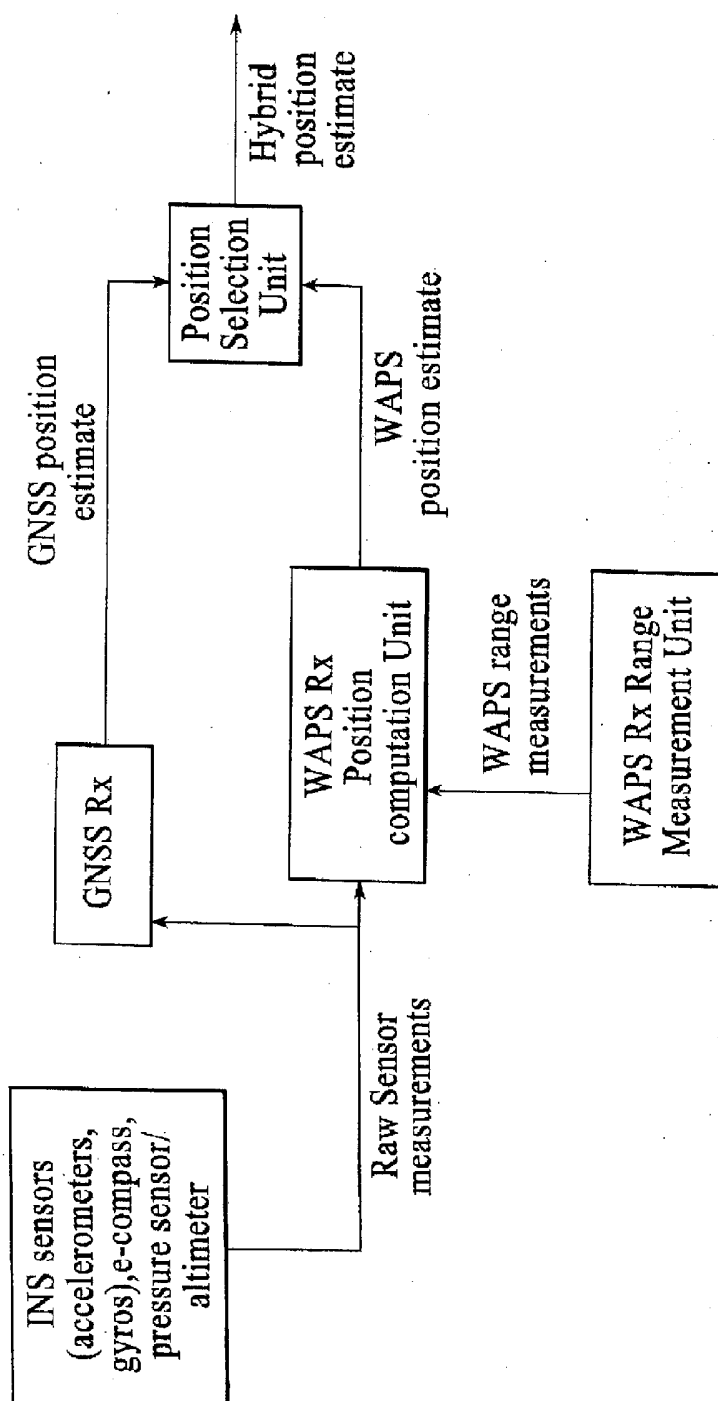 INS sensors
(accelerometers,
gyros),e-compass,
pressure sensor/
altimeter
Raw Sensor
measurements
GNSS Rx
GNSS position
estimate
WAPS Rx
Position
computation Unit
WAPS range
measurements
WAPS Rx Range
Measurement Unit
WAPS
position estimate
Position
Selection
Unit
Hybrid
position
estimate